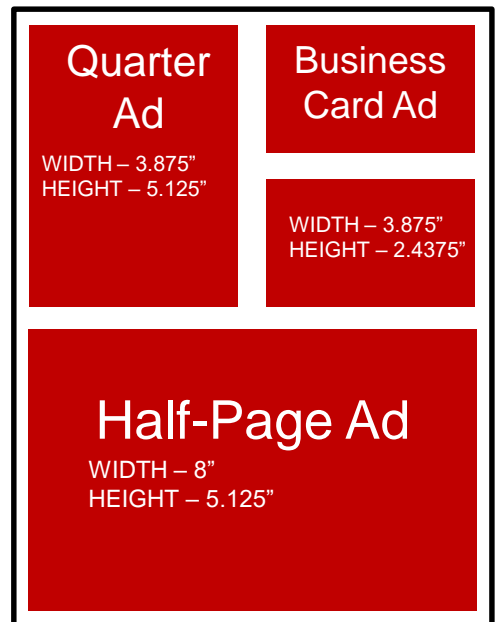 Quarter
Ad
WIDTH – 3.875”
HEIGHT – 5.125”
Business
Card Ad
WIDTH – 3.875”
HEIGHT – 2.4375”
Half-Page Ad
WIDTH – 8”
HEIGHT – 5.125”